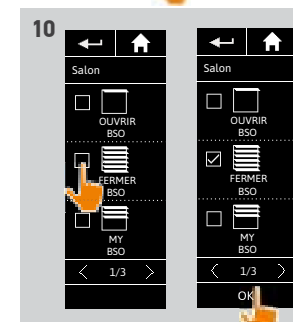 10
Salon
OUVRIR
BSO
FERMER
BSO
MY
BSO
1/3
Salon
OUVRIR
BSO
FERMER
BSO
MY
BSO
1/3
OK